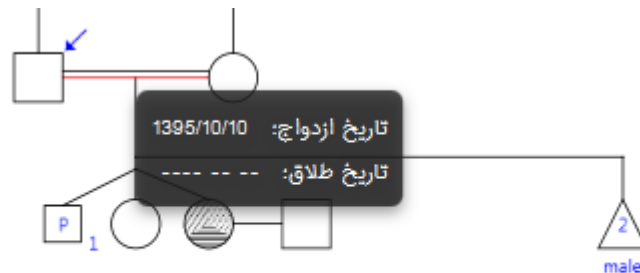 تاریخ ازدواج: 1395/10/10
تاریخ طلاق: ---- -- --
P
1
2
male